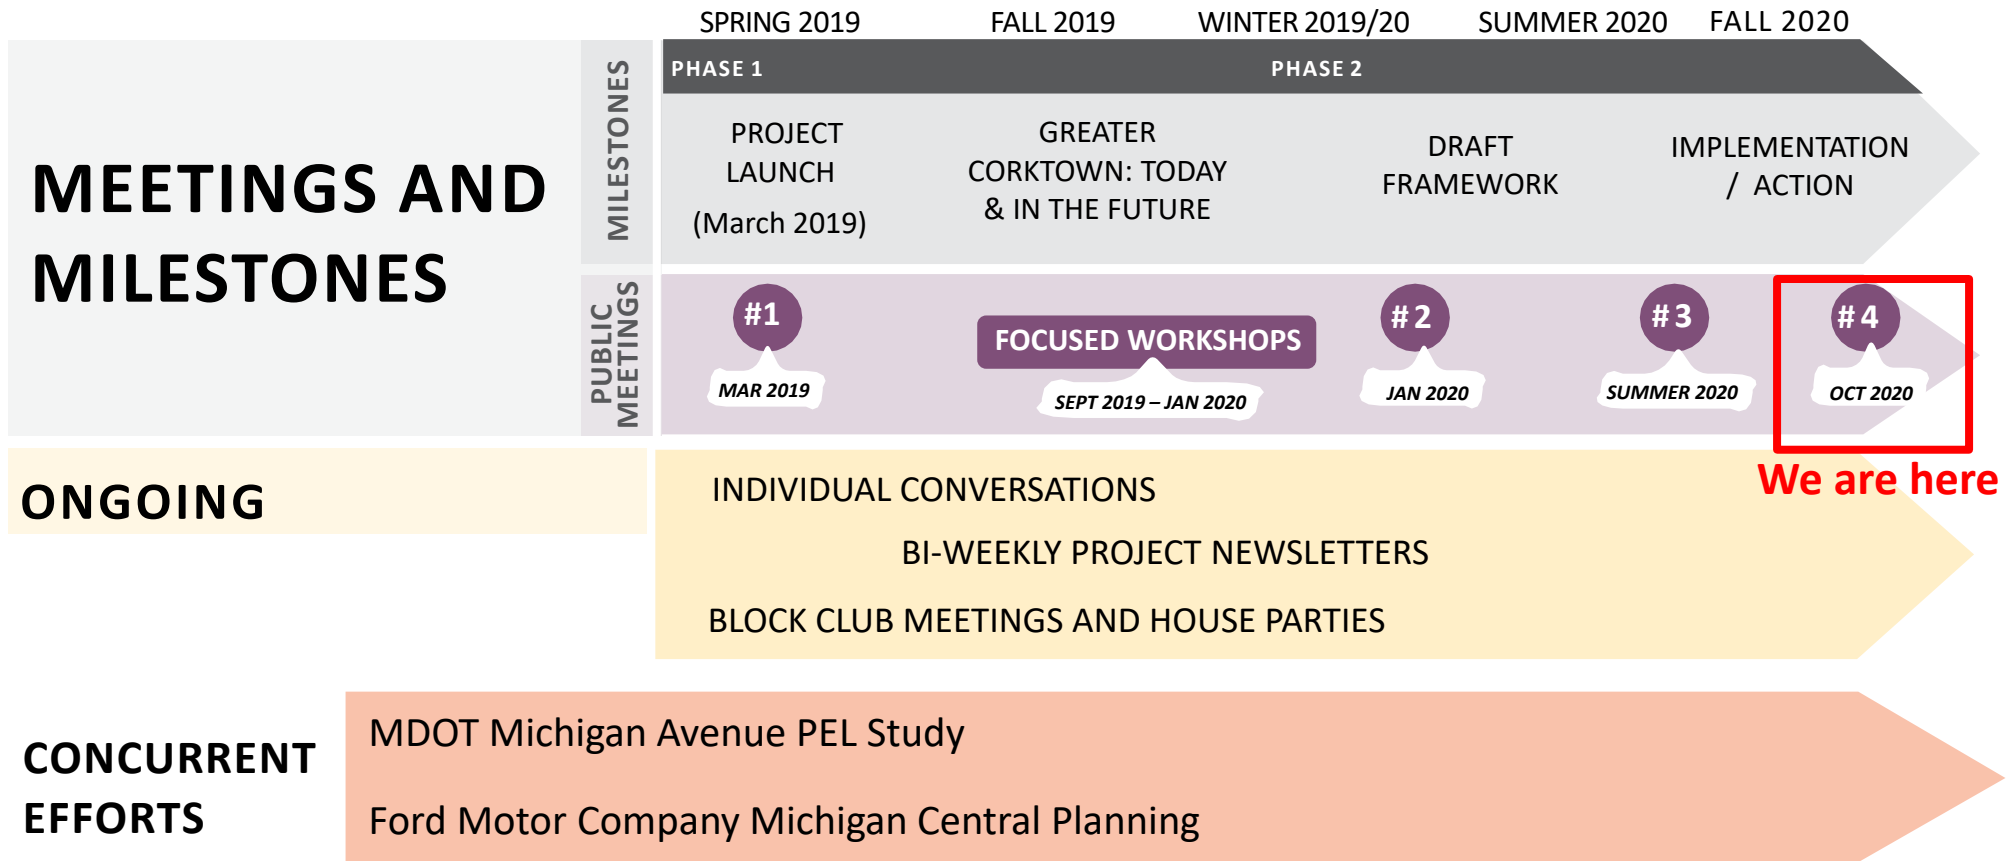 SPRING 2019 FALL 2019 WINTER 2019/20 SUMMER 2020 FALL 2020
PHASE 1 PHASE 2
MEETINGS AND
MILESTONES
MILESTONES
PROJECT
LAUNCH
(March 2019)
GREATER
CORKTOWN: TODAY
& IN THE FUTURE
DRAFT
FRAMEWORK
IMPLEMENTATION
/ ACTION
PUBLIC
MEETINGS
#1
MAR 2019
FOCUSED WORKSHOPS
SEPT 2019 – JAN 2020
#2
JAN 2020
#3
SUMMER 2020
#4
OCT 2020
We are here
ONGOING
INDIVIDUAL CONVERSATIONS
BI-WEEKLY PROJECT NEWSLETTERS
BLOCK CLUB MEETINGS AND HOUSE PARTIES
CONCURRENT
EFFORTS
MDOT Michigan Avenue PEL Study
Ford Motor Company Michigan Central Planning